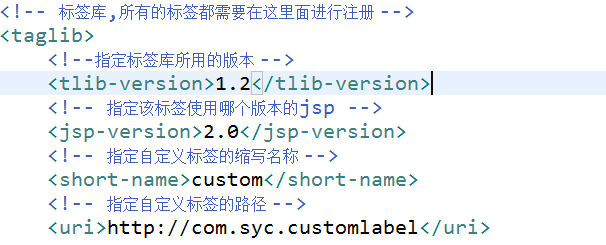 <!-- 标签库,所有的标签都需要在这里面进行注册 -->
<taglib>
<!--指定标签库所用的版本 -->
<tlib-version>1.2</tlib-version>
<!-- 指定该标签使用哪个版本的jsp -->
<jsp-version>2.0</jsp-version>
<!-- 指定自定义标签的缩写名称 -->
<short-name>custom</short-name>
<!-- 指定自定义标签的路径 -->
<uri>http://com.syc.customlabel</uri>